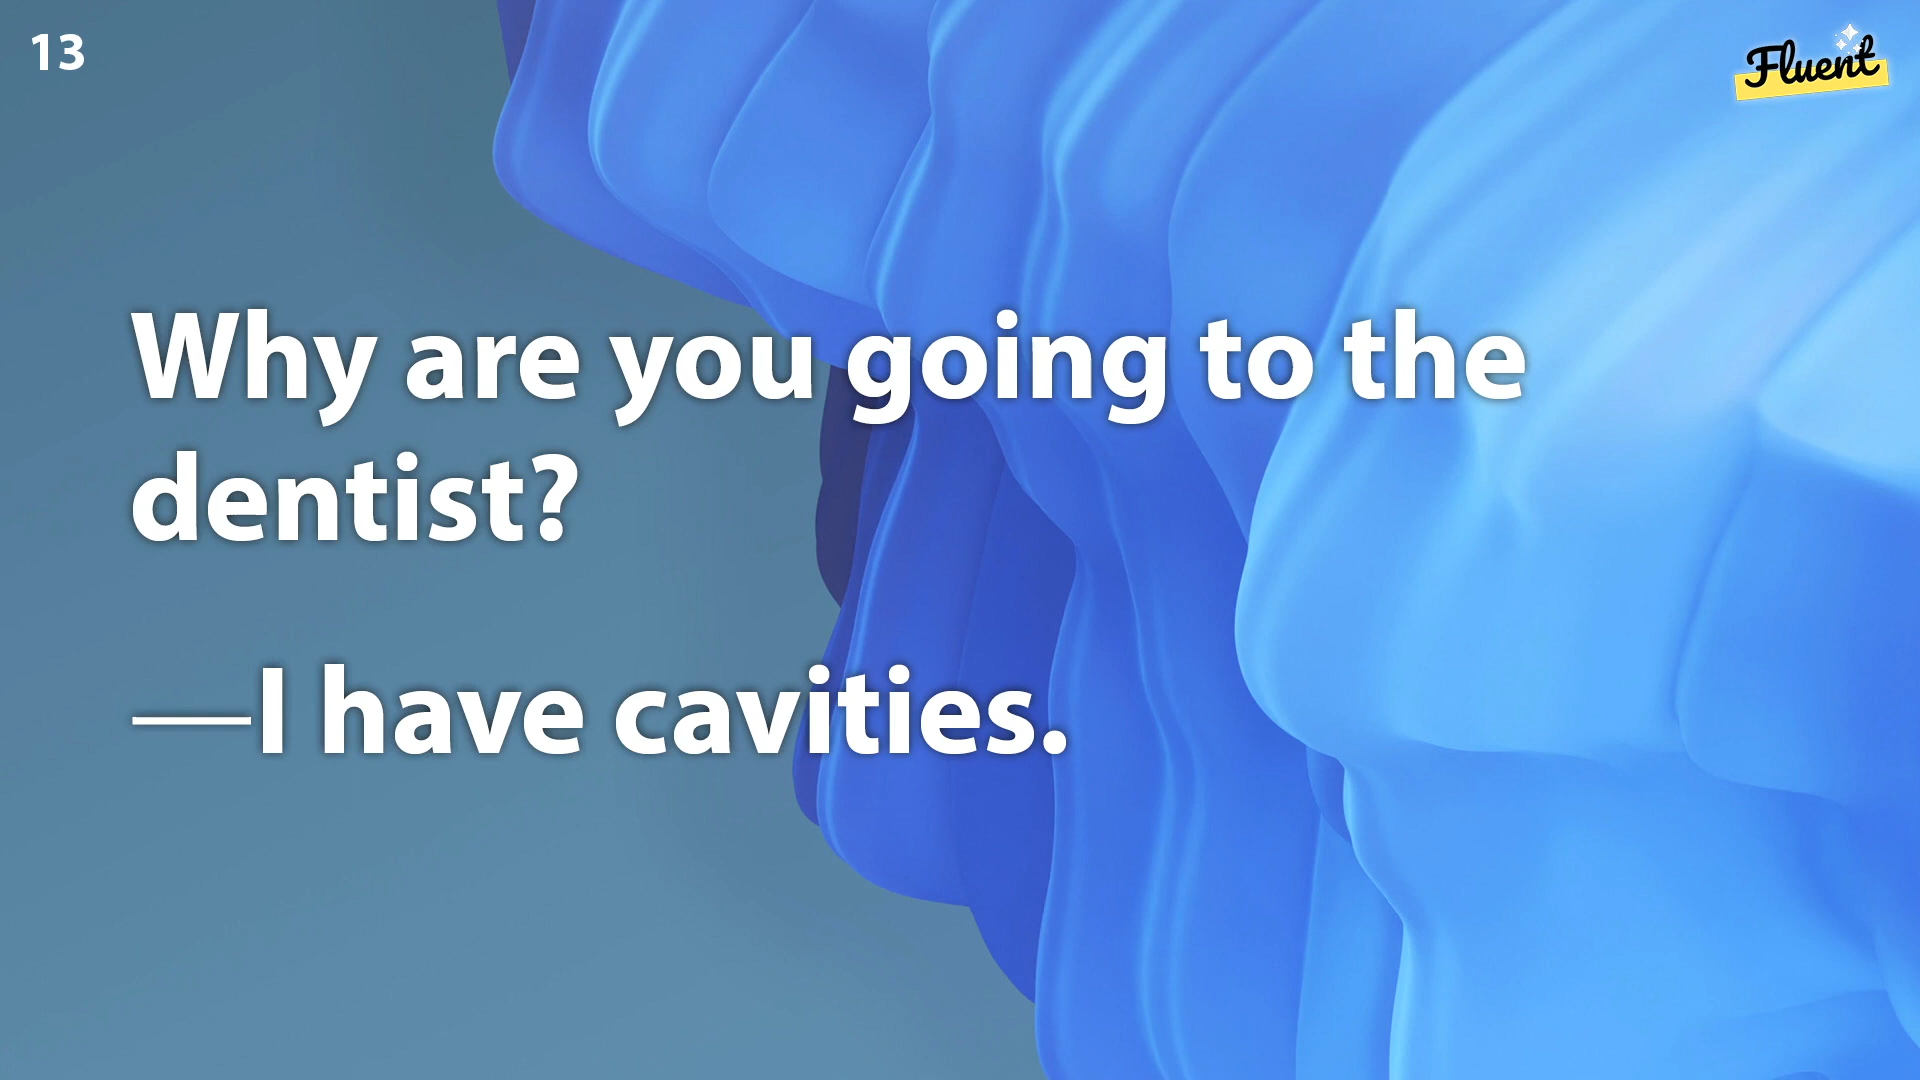 13
Fluent
Why are you going to the
dentist?
—I have cavities.